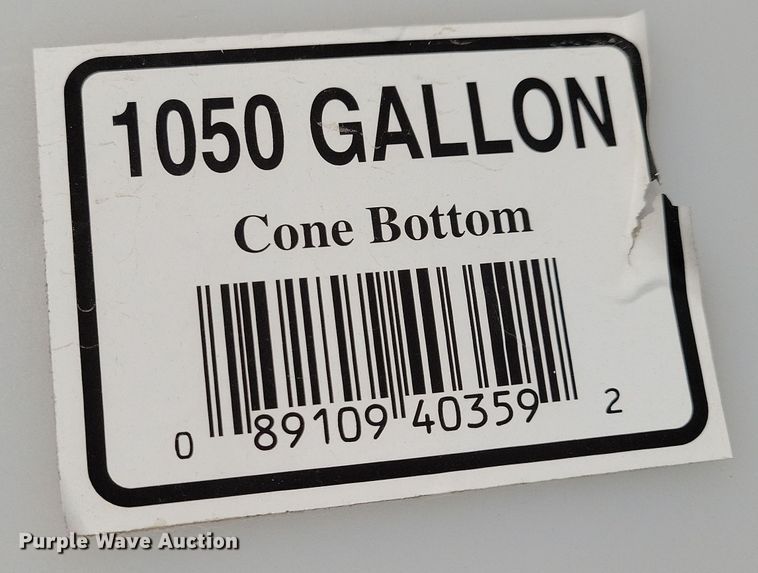 1050 GALLON
Cone Bottom
0 89109 40359 2
Purple Wave Auction